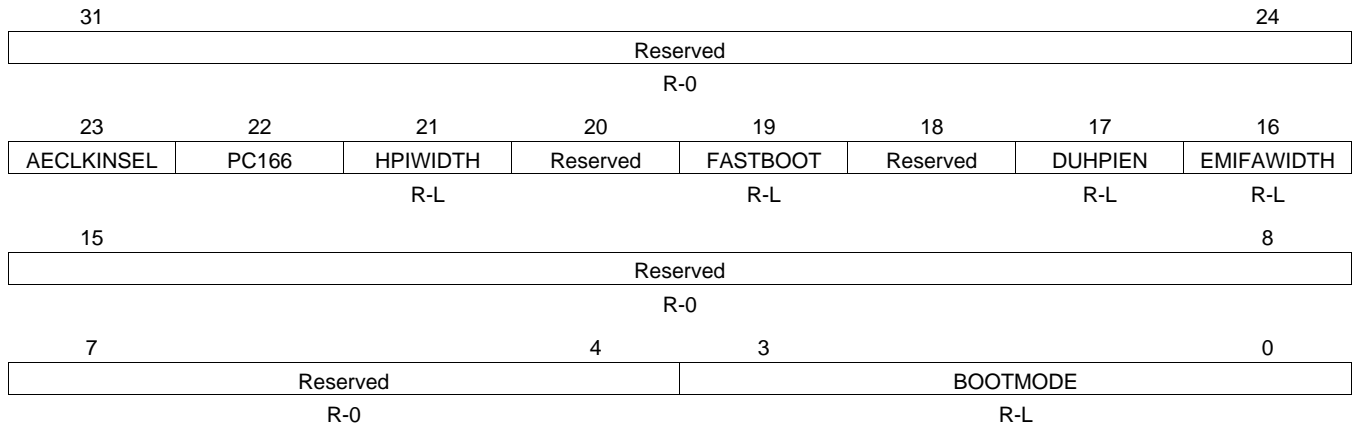 31 24
Reserved
R-0
23 22 21 20 19 18 17 16
AECLKINSEL PC166 HPIWIDTH Reserved FASTBOOT Reserved DUHPIEN EMIFAWIDTH
R-L R-L R-L R-L
15 8
Reserved
R-0
7 4 3 0
Reserved BOOTMODE
R-0 R-L